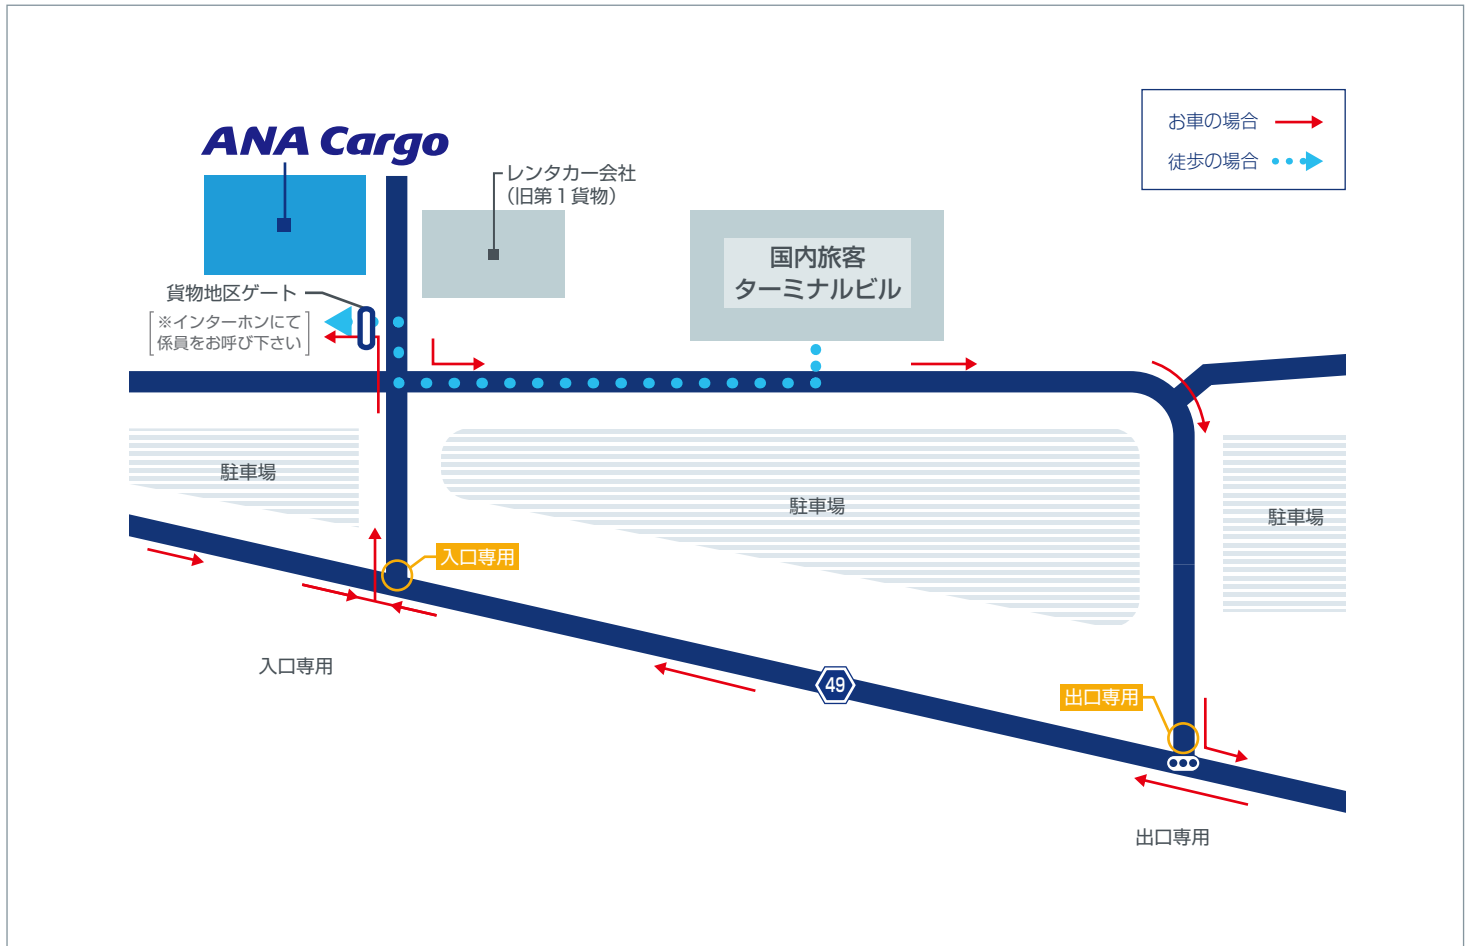 お車の場合
徒歩の場合
ANA Cargo
レンタカー会社
（旧第1貨物）
国内旅客
ターミナルビル
貨物地区ゲート
※インターホンにて
係員をお呼び下さい
駐車場
駐車場
駐車場
入口専用
入口専用
49
出口専用
出口専用